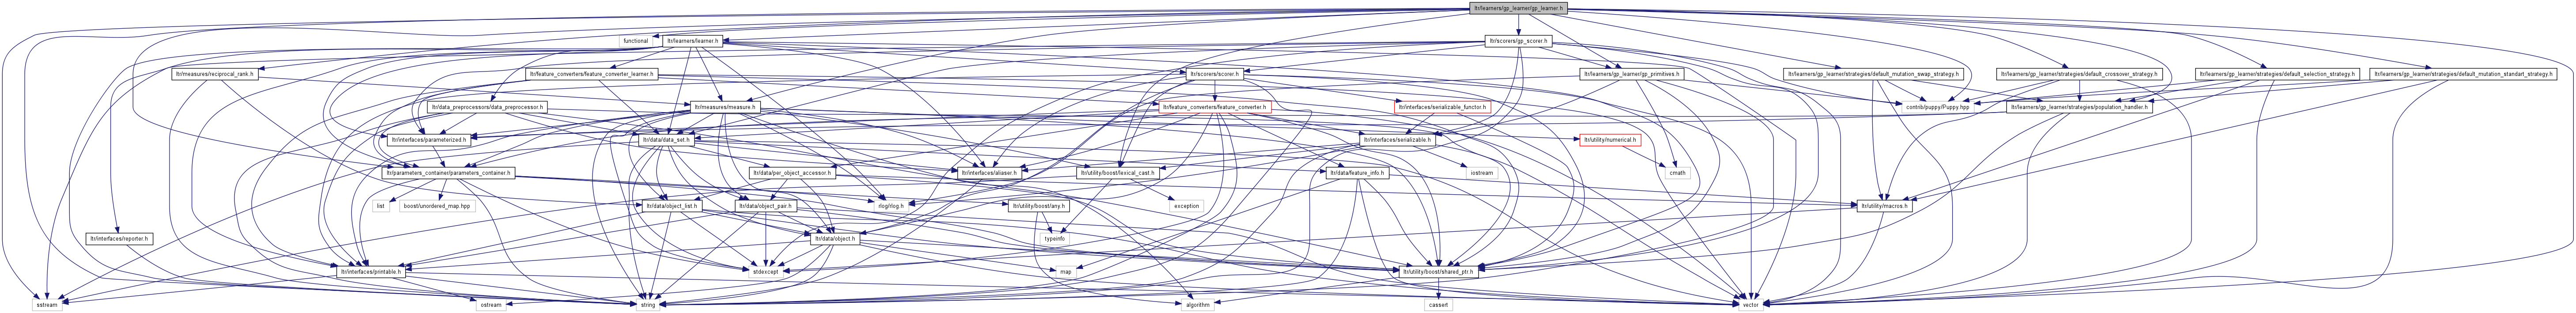 ltr/learners/gp_learner/gp_learner.h
functional
ltr/learners/learner.h
ltr/scorers/gp_scorer.h
ltr/measures/reciprocal_rank.h
ltr/feature_converters/feature_converter_learner.h
ltr/scorers/scorer.h
ltr/learners/gp_learner/gp_primitives.h
ltr/learners/gp_learner/strategies/default_mutation_swap_strategy.h
ltr/learners/gp_learner/strategies/default_crossover_strategy.h
ltr/learners/gp_learner/strategies/default_selection_strategy.h
ltr/learners/gp_learner/strategies/default_mutation_standart_strategy.h
ltr/data_preprocessors/data_preprocessor.h
ltr/measures/measure.h
ltr/feature_converters/feature_converter.h
ltr/interfaces/serializable_functor.h
contrib/puppy/Puppy.hpp
ltr/learners/gp_learner/strategies/population_handler.h
ltr/interfaces/parameterized.h
ltr/data/data_set.h
ltr/interfaces/serializable.h
ltr/utility/numerical.h
ltr/parameters_container/parameters_container.h
ltr/data/per_object_accessor.h
ltr/interfaces/aliaser.h
ltr/utility/boost/lexical_cast.h
iostream
ltr/data/feature_info.h
cmath
list
boost/unordered_map.hpp
ltr/data/object_list.h
ltr/data/object_pair.h
rlog/rlog.h
ltr/utility/boost/any.h
exception
ltr/utility/macros.h
ltr/interfaces/reporter.h
ltr/data/object.h
typeinfo
ltr/interfaces/printable.h
stdexcept
map
ltr/utility/boost/shared_ptr.h
sstream
ostream
string
algorithm
cassert
vector